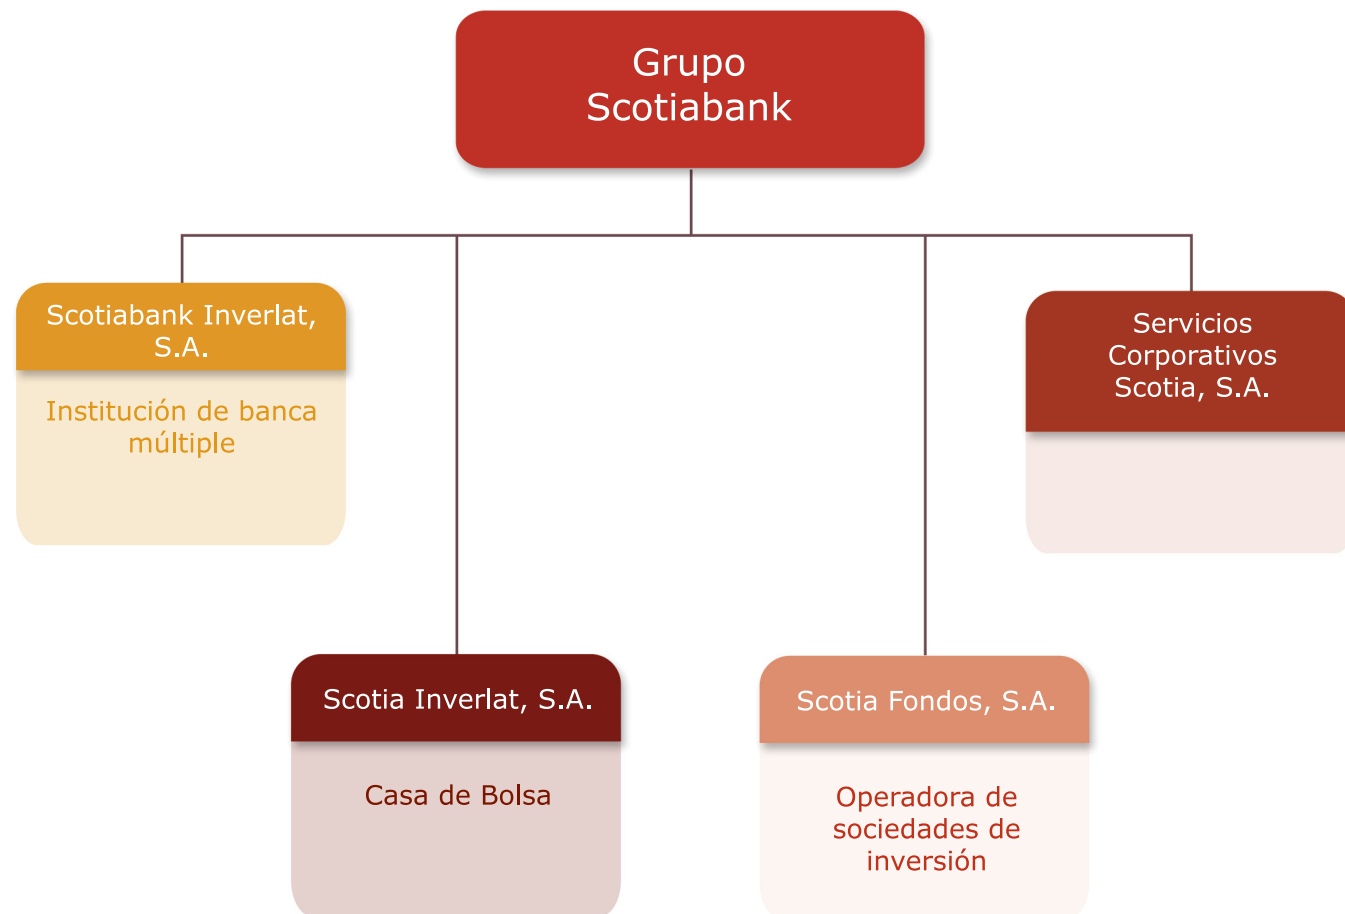 Grupo
Scotiabank
Scotiabank Inverlat,
S.A.
Institución de banca
múltiple
Servicios
Corporativos
Scotia, S.A.
Scotia Inverlat, S.A.
Casa de Bolsa
Scotia Fondos, S.A.
Operadora de
sociedades de
inversión